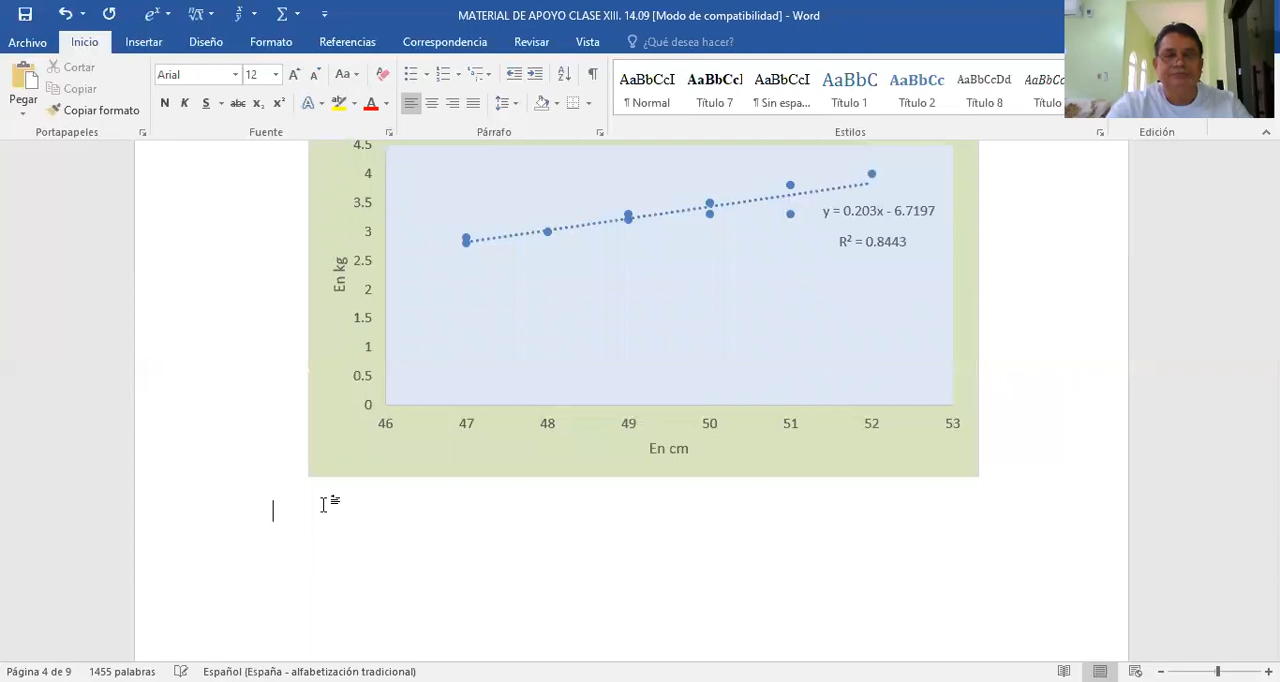 MATERIAL DE APOYO CLASE XIII. 14.09 [Modo de compatibilidad] - Word
Archivo Inicio Insertar Diseño Formato Referencias Correspondencia Revisar Vista ¿Qué desea hacer?
Pegar
Cortar
Copiar
Copiar formato
Portapapeles
Arial 12
Aa
N K S abc x₂ x²
Fuente
Párrafo
AaBbCcI AaBbCcI AaBbCcI AaBbC AaBbCc AaBbCcDd AaBbCc
¶ Normal Título 7 ¶ Sin espa... Título 1 Título 2 Título 8 Título
Estilos
Edición
4.5
4
3.5
3
2.5
2
1.5
1
0.5
0
En kg
y = 0.203x - 6.7197
R² = 0.8443
46 47 48 49 50 51 52 53
En cm
Página 4 de 9 1455 palabras Español (España - alfabetización tradicional)